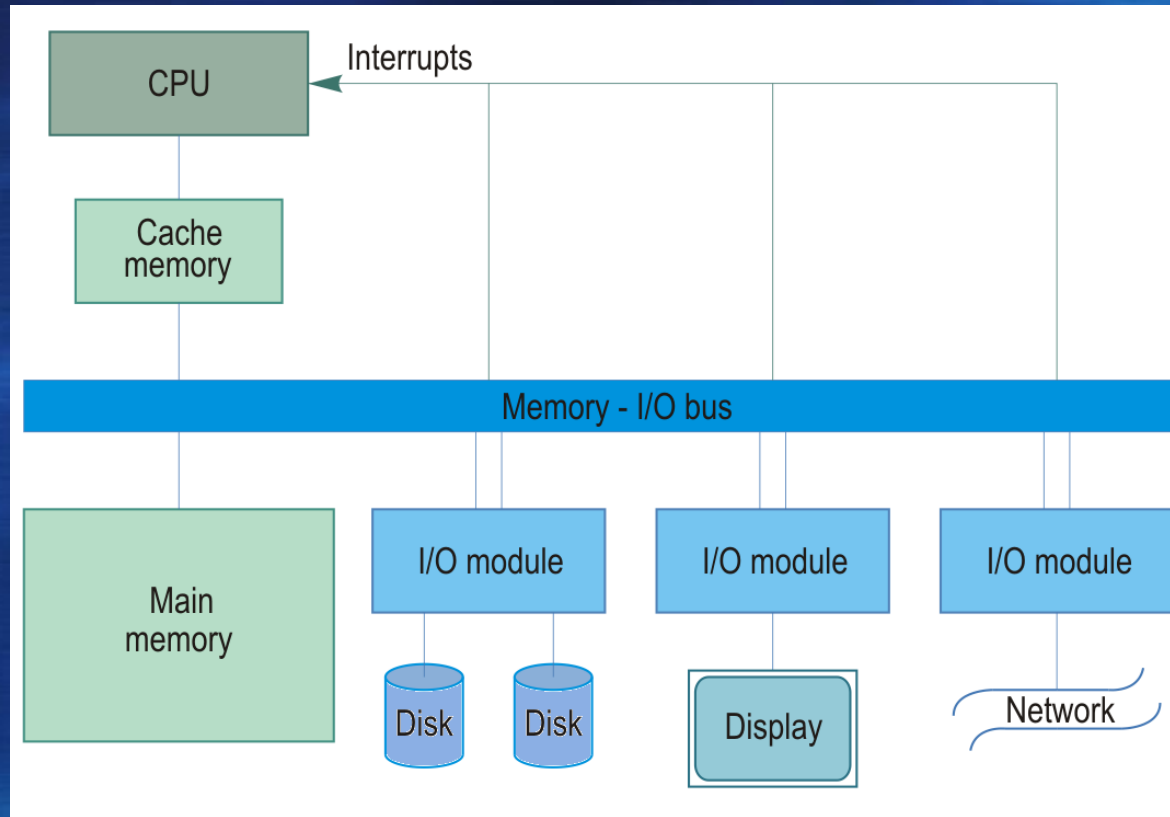 Interrupts
CPU
Cache
memory
Memory - I/O bus
Main
memory
I/O module
I/O module
I/O module
Disk
Disk
Display
Network